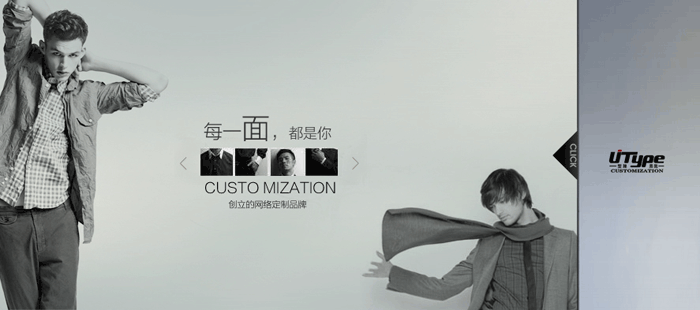 每一面，都是你
CUSTO MIZATION
创立的网络定制品牌
CLICK
UType
CUSTOMIZATION